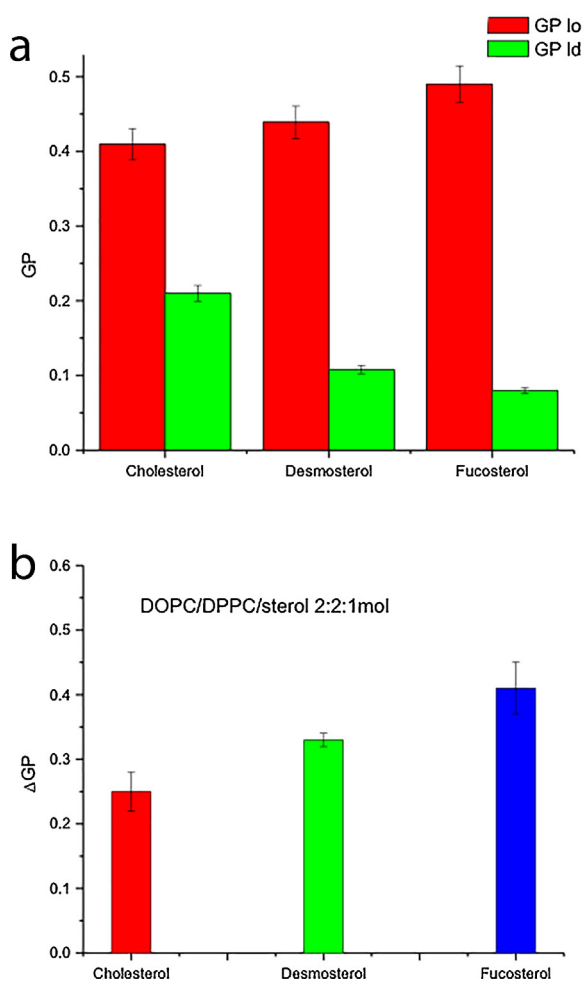 a
GP lo
GP ld
0.5
0.4
0.3
0.2
0.1
0.0
GP
Cholesterol Desmosterol Fucosterol
b
0.6
0.5
0.4
0.3
0.2
0.1
0.0
ΔGP
DOPC/DPPC/sterol 2:2:1mol
Cholesterol Desmosterol Fucosterol